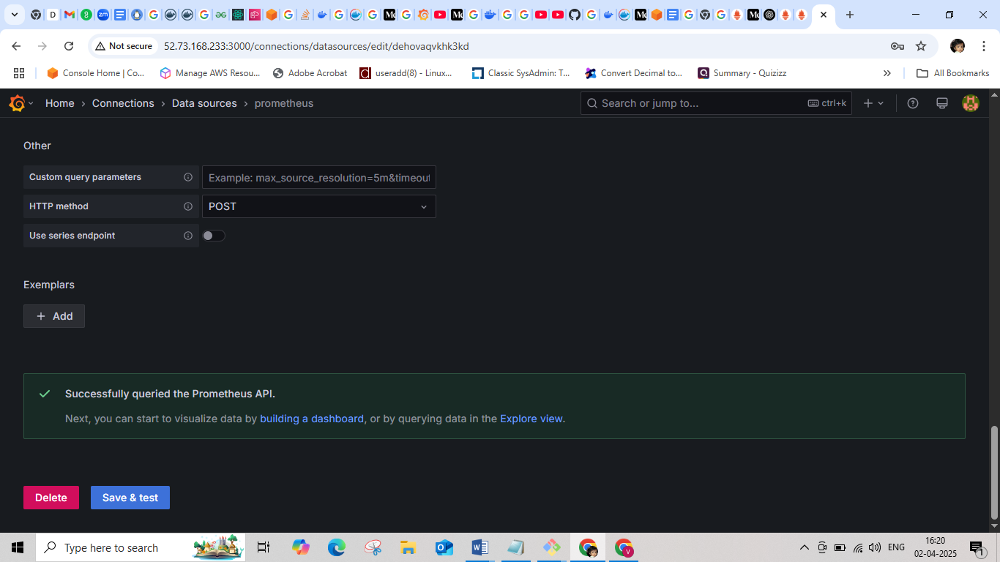 Not secure
52.73.168.233:3000/connections/datasources/edit/dehovaqvkhk3kd
Console Home | Co...
Manage AWS Resou...
Adobe Acrobat
useradd(8) - Linux...
Classic SysAdmin: T...
Convert Decimal to...
Summary - Quizizz
All Bookmarks
Home › Connections › Data sources › prometheus
Search or jump to...
ctrl+k
Other
Custom query parameters
Example: max_source_resolution=5m&timeout
HTTP method
POST
Use series endpoint
Exemplars
+ Add
Successfully queried the Prometheus API.
Next, you can start to visualize data by building a dashboard, or by querying data in the Explore view.
Delete
Save & test
Type here to search
ENG
16:20
02-04-2025
1